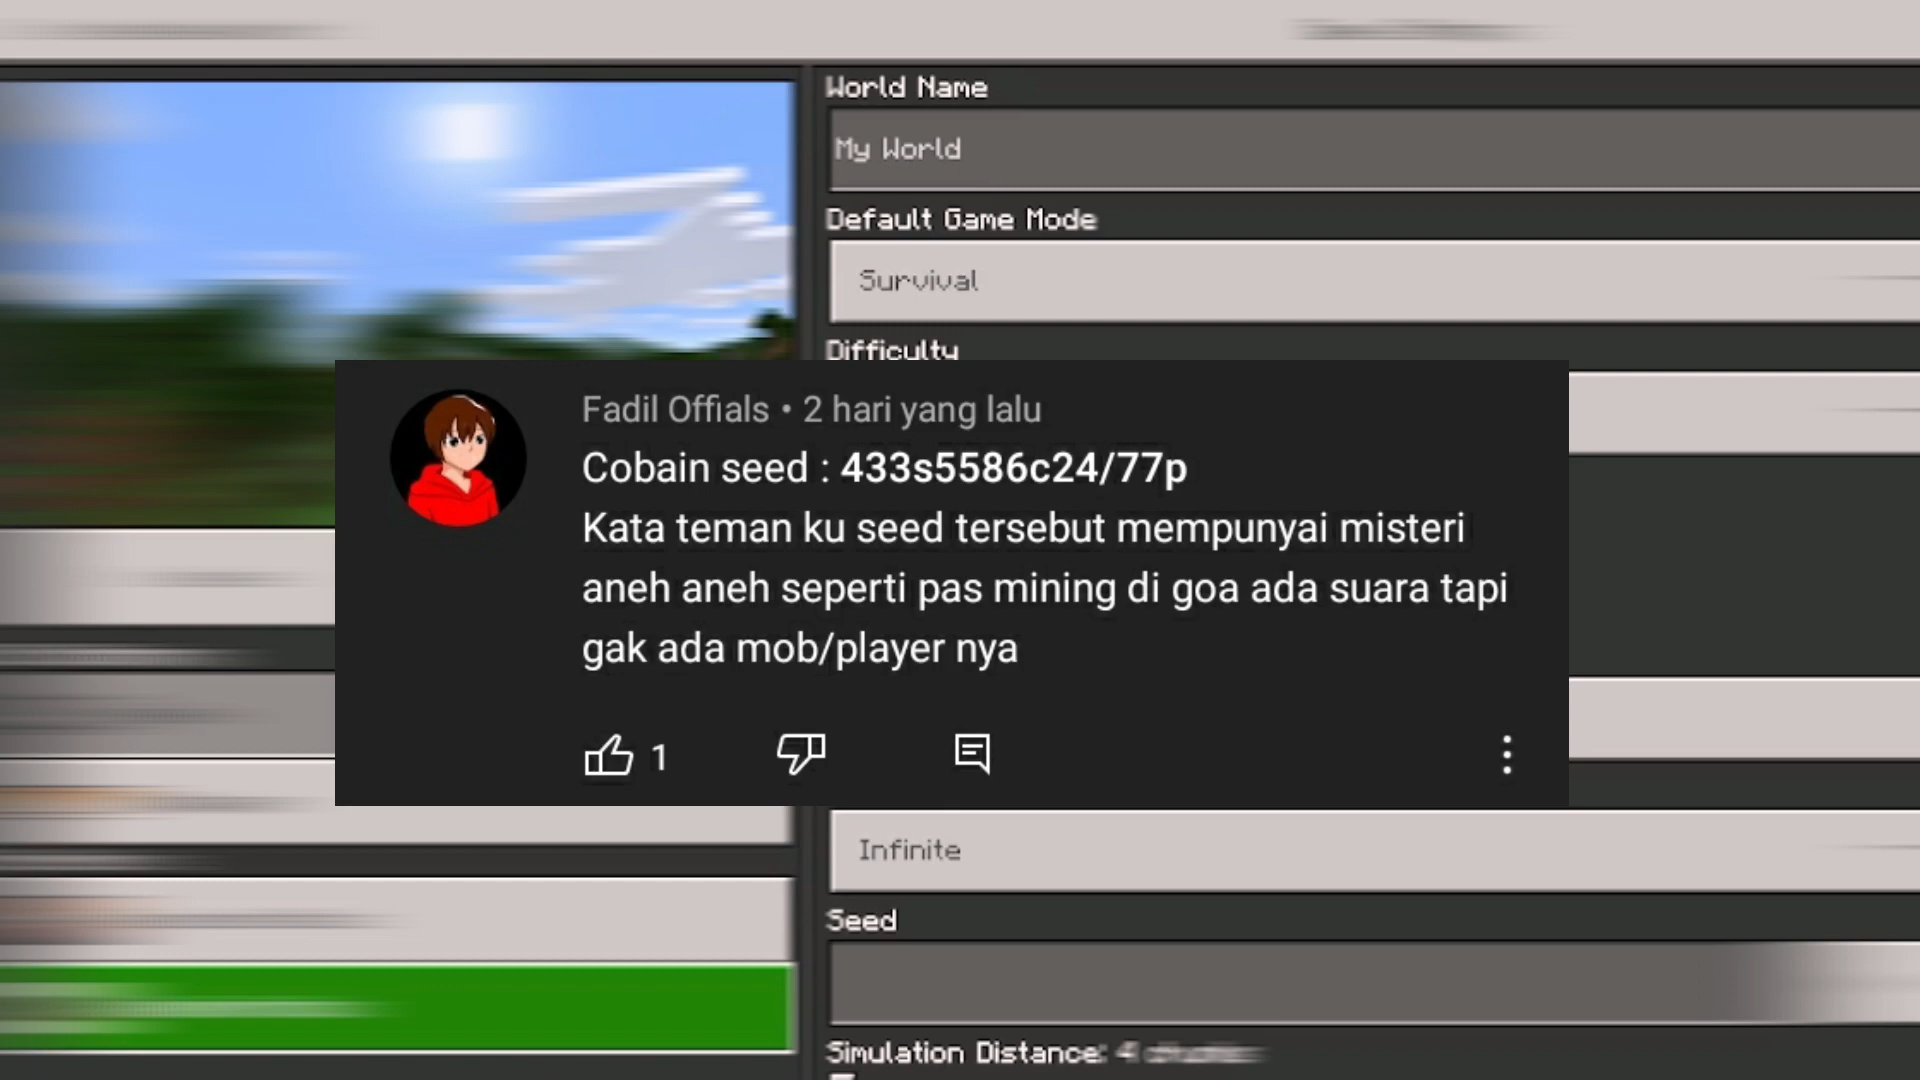 World Name
My World
Default Game Mode
Survival
Difficulty
Fadil Offials • 2 hari yang lalu
Cobain seed : 433s5586c24/77p
Kata teman ku seed tersebut mempunyai misteri
aneh aneh seperti pas mining di goa ada suara tapi
gak ada mob/player nya
1
Infinite
Seed
Simulation Distance: 4